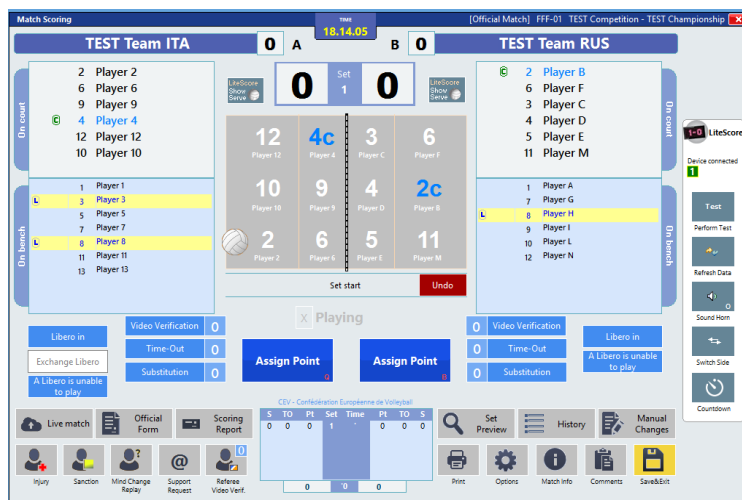 Match Scoring
TIME
18.14.05
[Official Match] FFF-01 TEST Competition - TEST Championship
TEST Team ITA
0 A
B 0
TEST Team RUS
On court
2 Player 2
6 Player 6
9 Player 9
C 4 Player 4
12 Player 12
10 Player 10
LiteScore
Show
Serve
0
Set
1
0
LiteScore
Show
Serve
C 2 Player B
6 Player F
3 Player C
4 Player D
5 Player E
11 Player M
On court
12
Player 12
4c
Player 4
3
Player C
6
Player F
10
Player 10
9
Player 9
4
Player D
2c
Player B
2
Player 2
6
Player 6
5
Player E
11
Player M
On bench
1 Player 1
L 3 Player 3
5 Player 5
7 Player 7
L 8 Player 8
11 Player 11
13 Player 13
1 Player A
7 Player G
L 8 Player H
9 Player I
10 Player L
12 Player N
On bench
Set start
Undo
X Playing
Libero in
Exchange Libero
A Libero is unable
to play
Video Verification 0
Time-Out 0
Substitution 0
Assign Point
Q
Assign Point
0 Video Verification
0 Time-Out
0 Substitution
Libero in
A Libero is unable
to play
1-0 LiteScore
Device connected
1
Test
Perform Test
Refresh Data
Sound Horn
Switch Side
Countdown
CEV - Confédération Européenne de Volleyball
S TO Pt Set Time Pt TO S
0 0 0 1 ' 0 0 0
0 '0 0
Live match
Official
Form
Scoring
Report
Set
Preview
History
Manual
Changes
Injury
Sanction
Mind Change
Replay
Support
Request
0
Referee
Video Verif.
Print
Options
Match Info
Comments
Save&Exit